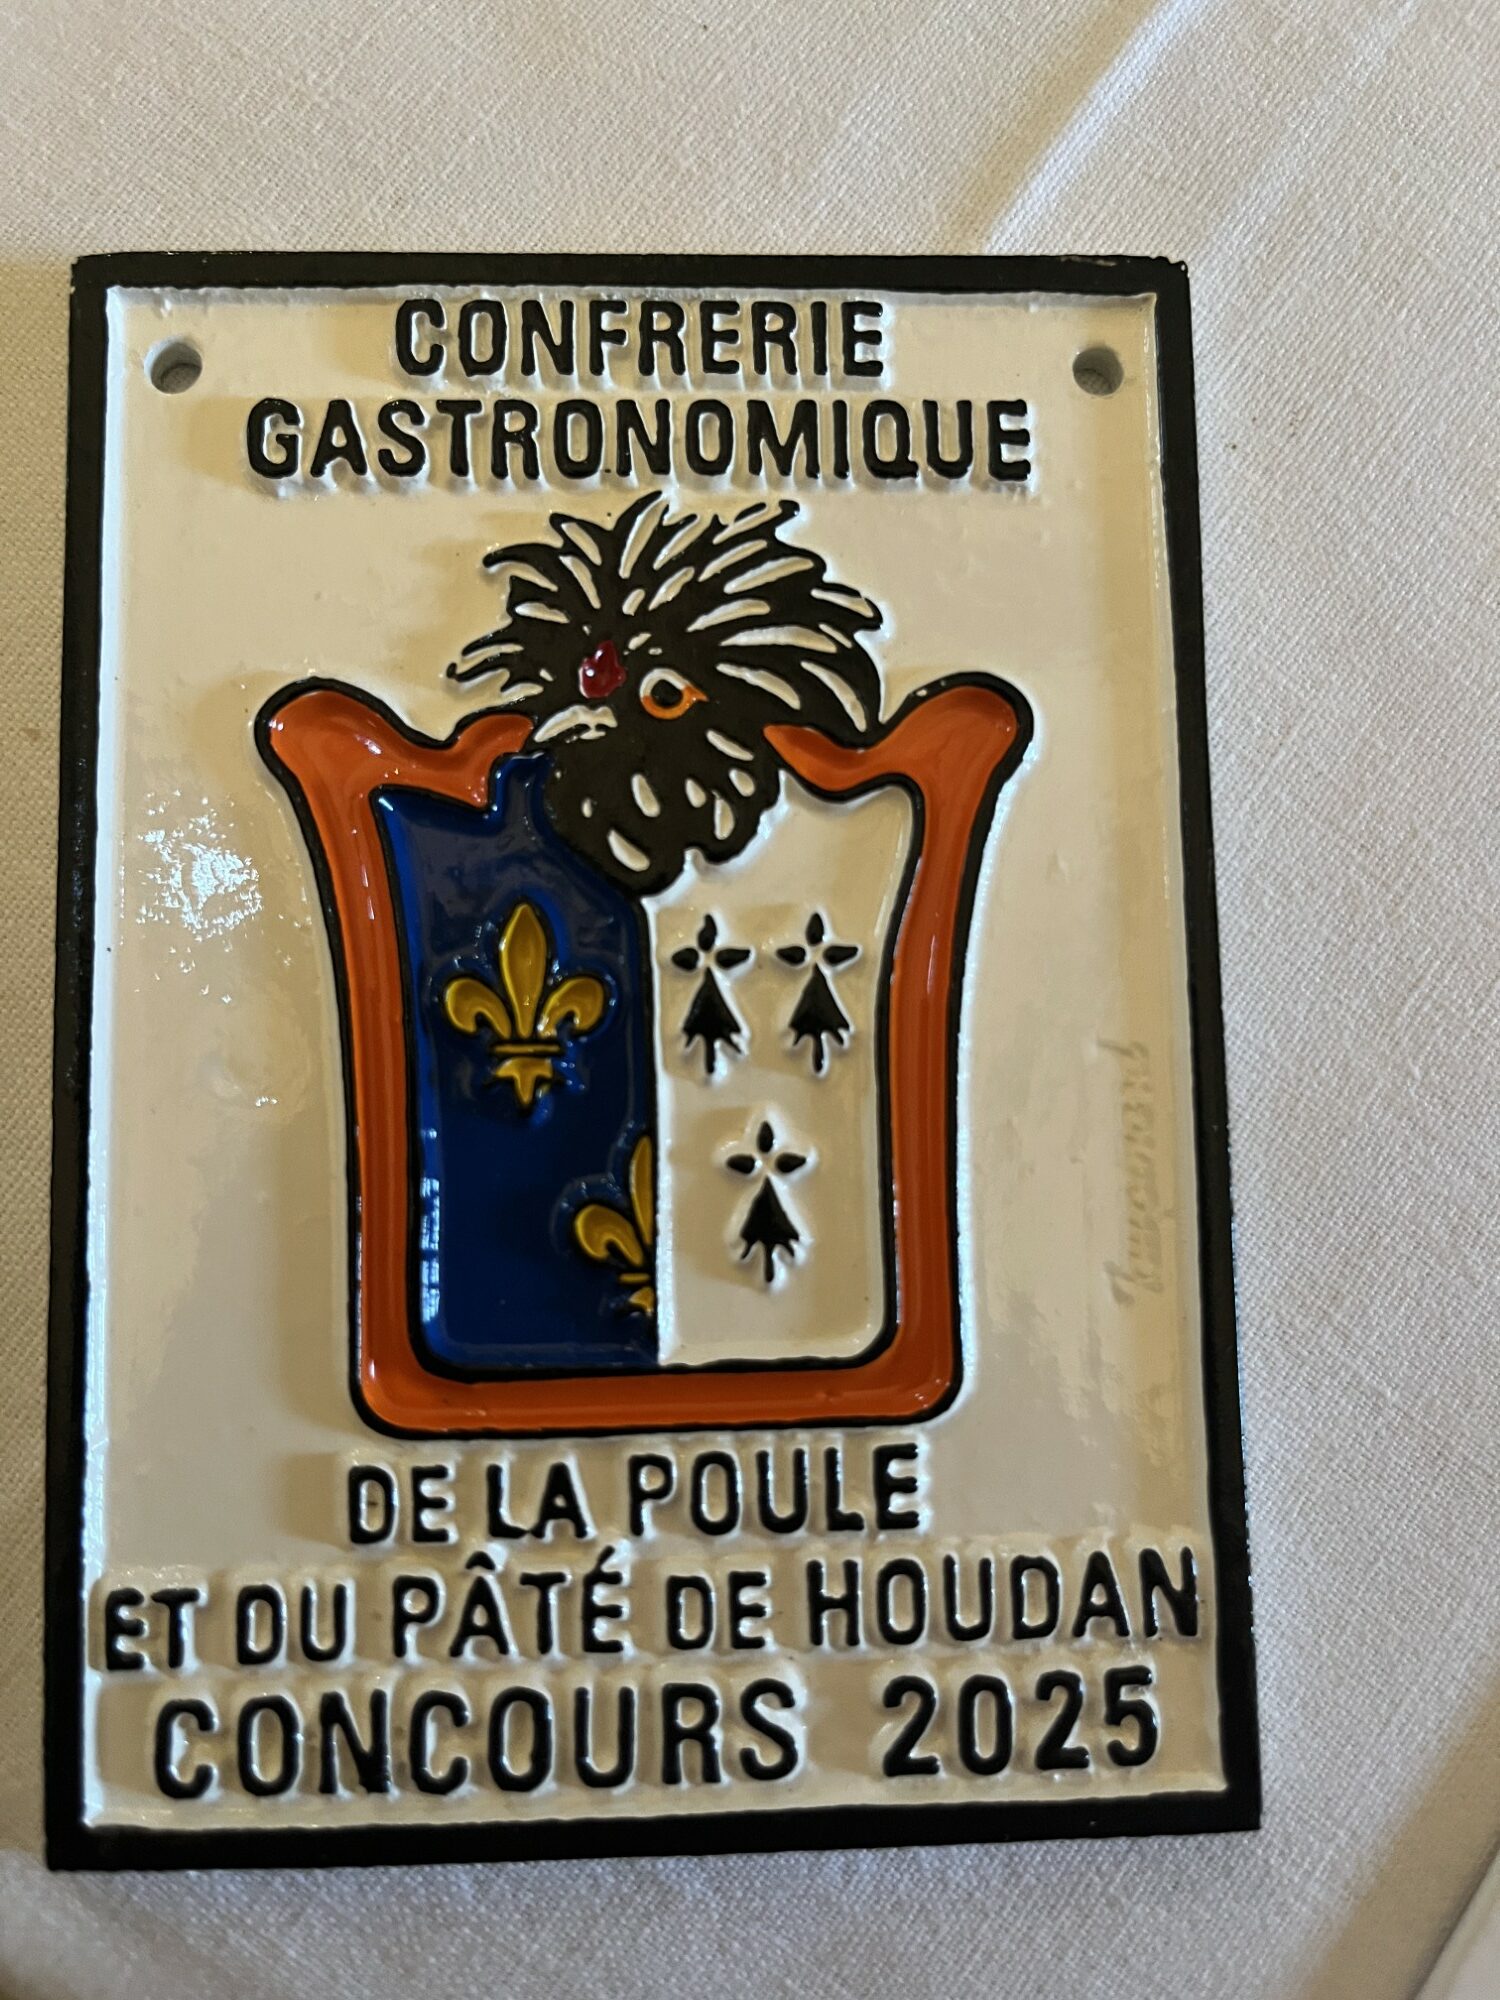 CONFRERIE
GASTRONOMIQUE
DE LA POULE
ET DU PÂTÉ DE HOUDAN
CONCOURS 2025